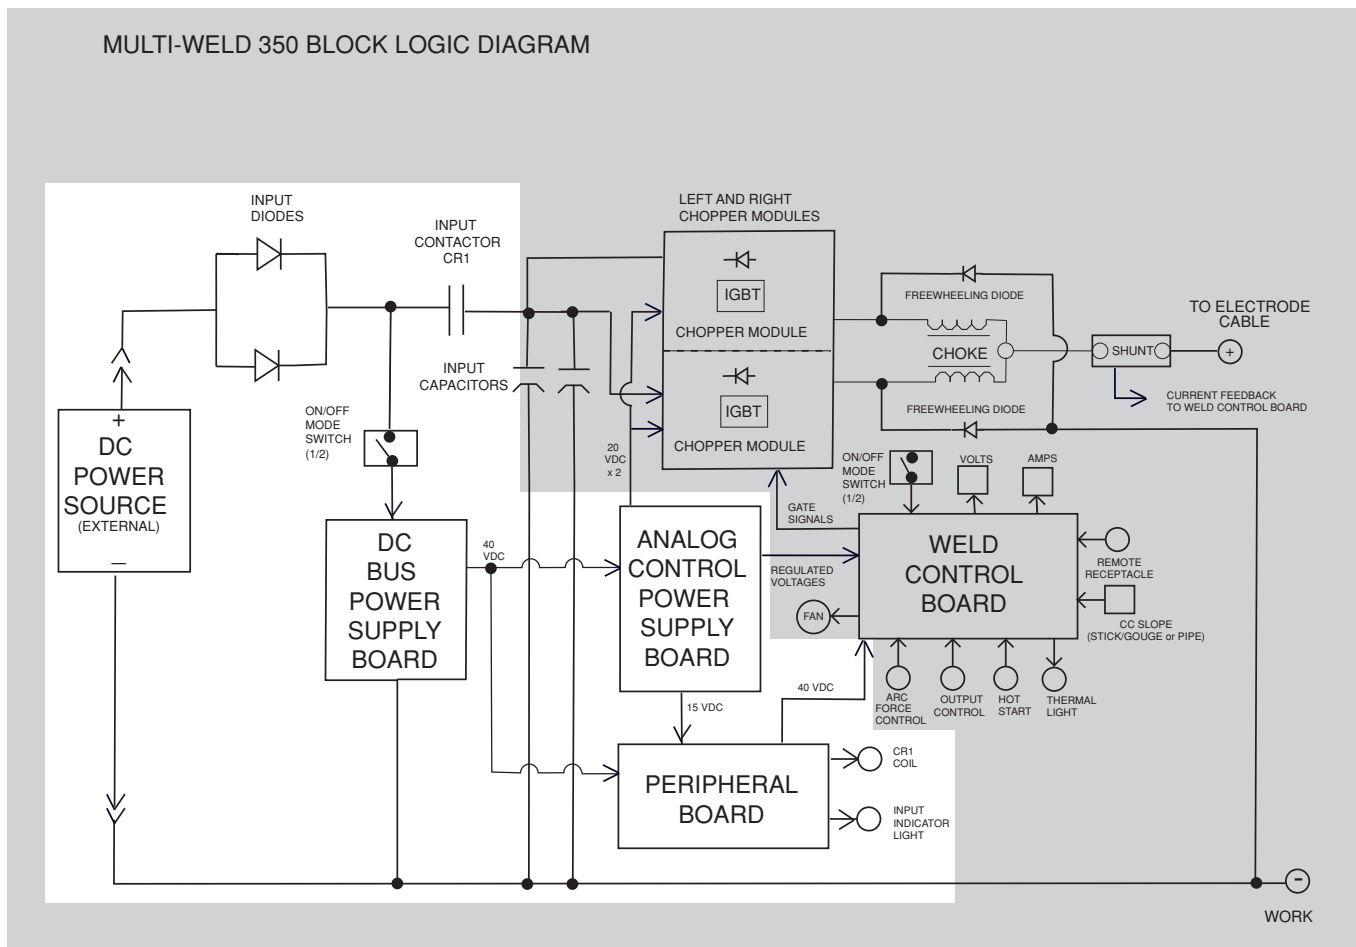 MULTI-WELD 350 BLOCK LOGIC DIAGRAM
INPUT
DIODES
INPUT
CONTACTOR
CR1
LEFT AND RIGHT
CHOPPER MODULES
IGBT
CHOPPER MODULE
IGBT
CHOPPER MODULE
FREEWHEELING DIODE
CHOKE
FREEWHEELING DIODE
SHUNT
TO ELECTRODE
CABLE
+
CURRENT FEEDBACK
TO WELD CONTROL BOARD
INPUT
CAPACITORS
ON/OFF
MODE
SWITCH
(1/2)
+
DC
POWER
SOURCE
(EXTERNAL)
—
20
VDC
x 2
ON/OFF
MODE
SWITCH
(1/2)
VOLTS
AMPS
GATE
SIGNALS
DC
BUS
POWER
SUPPLY
BOARD
40
VDC
ANALOG
CONTROL
POWER
SUPPLY
BOARD
REGULATED
VOLTAGES
WELD
CONTROL
BOARD
REMOTE
RECEPTACLE
FAN
CC SLOPE
(STICK/GOUGE or PIPE)
15 VDC
40 VDC
ARC
FORCE
CONTROL
OUTPUT
CONTROL
HOT
START
THERMAL
LIGHT
PERIPHERAL
BOARD
CR1
COIL
INPUT
INDICATOR
LIGHT
-
WORK